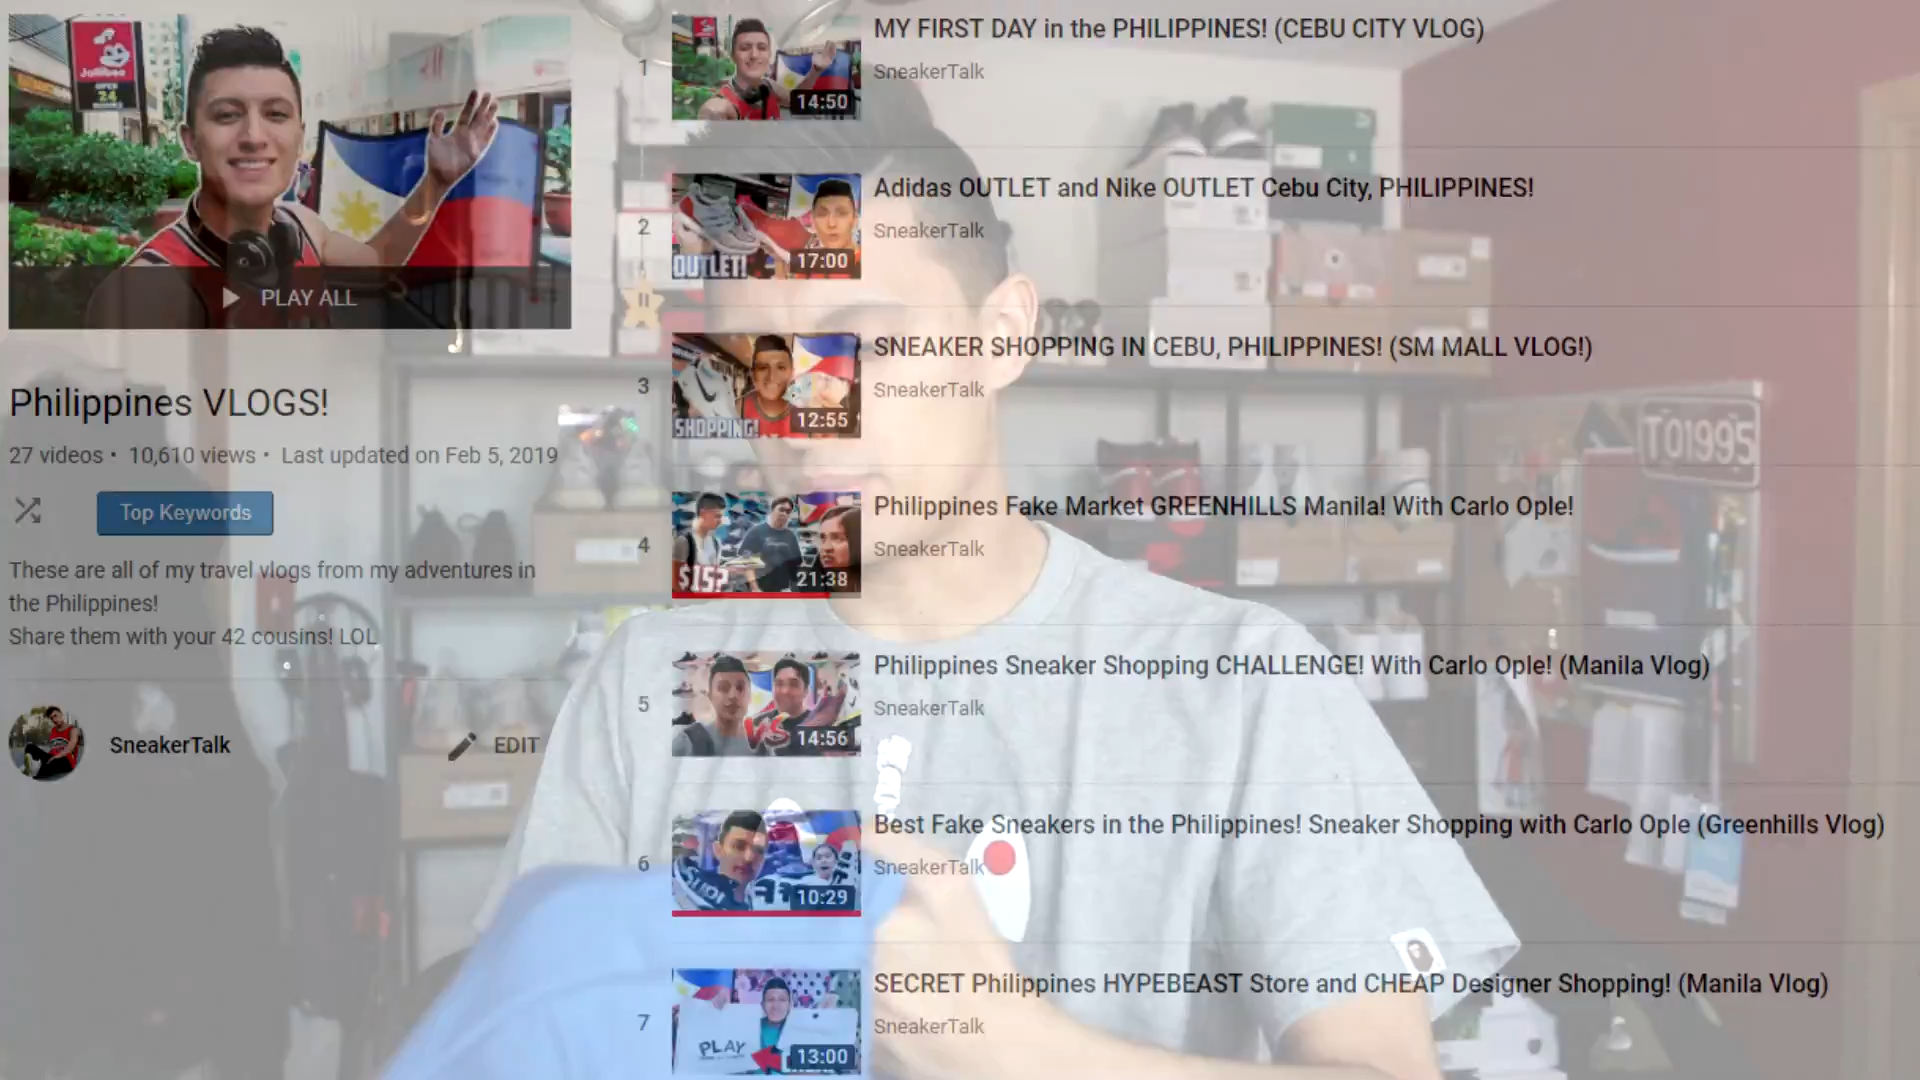 Jollibee
OPEN
24
PLAY ALL
Philippines VLOGS!
27 videos • 10,610 views • Last updated on Feb 5, 2019
Top Keywords
These are all of my travel vlogs from my adventures in
the Philippines!
Share them with your 42 cousins! LOL
SneakerTalk
EDIT
1
14:50
MY FIRST DAY in the PHILIPPINES! (CEBU CITY VLOG)
SneakerTalk
2
OUTLET!
17:00
Adidas OUTLET and Nike OUTLET Cebu City, PHILIPPINES!
SneakerTalk
3
SHOPPING!
12:55
SNEAKER SHOPPING IN CEBU, PHILIPPINES! (SM MALL VLOG!)
SneakerTalk
4
$15?
21:38
Philippines Fake Market GREENHILLS Manila! With Carlo Ople!
SneakerTalk
5
VS
14:56
Philippines Sneaker Shopping CHALLENGE! With Carlo Ople! (Manila Vlog)
SneakerTalk
6
10:29
Best Fake Sneakers in the Philippines! Sneaker Shopping with Carlo Ople (Greenhills Vlog)
SneakerTalk
7
PLAY
13:00
SECRET Philippines HYPEBEAST Store and CHEAP Designer Shopping! (Manila Vlog)
SneakerTalk
T01995